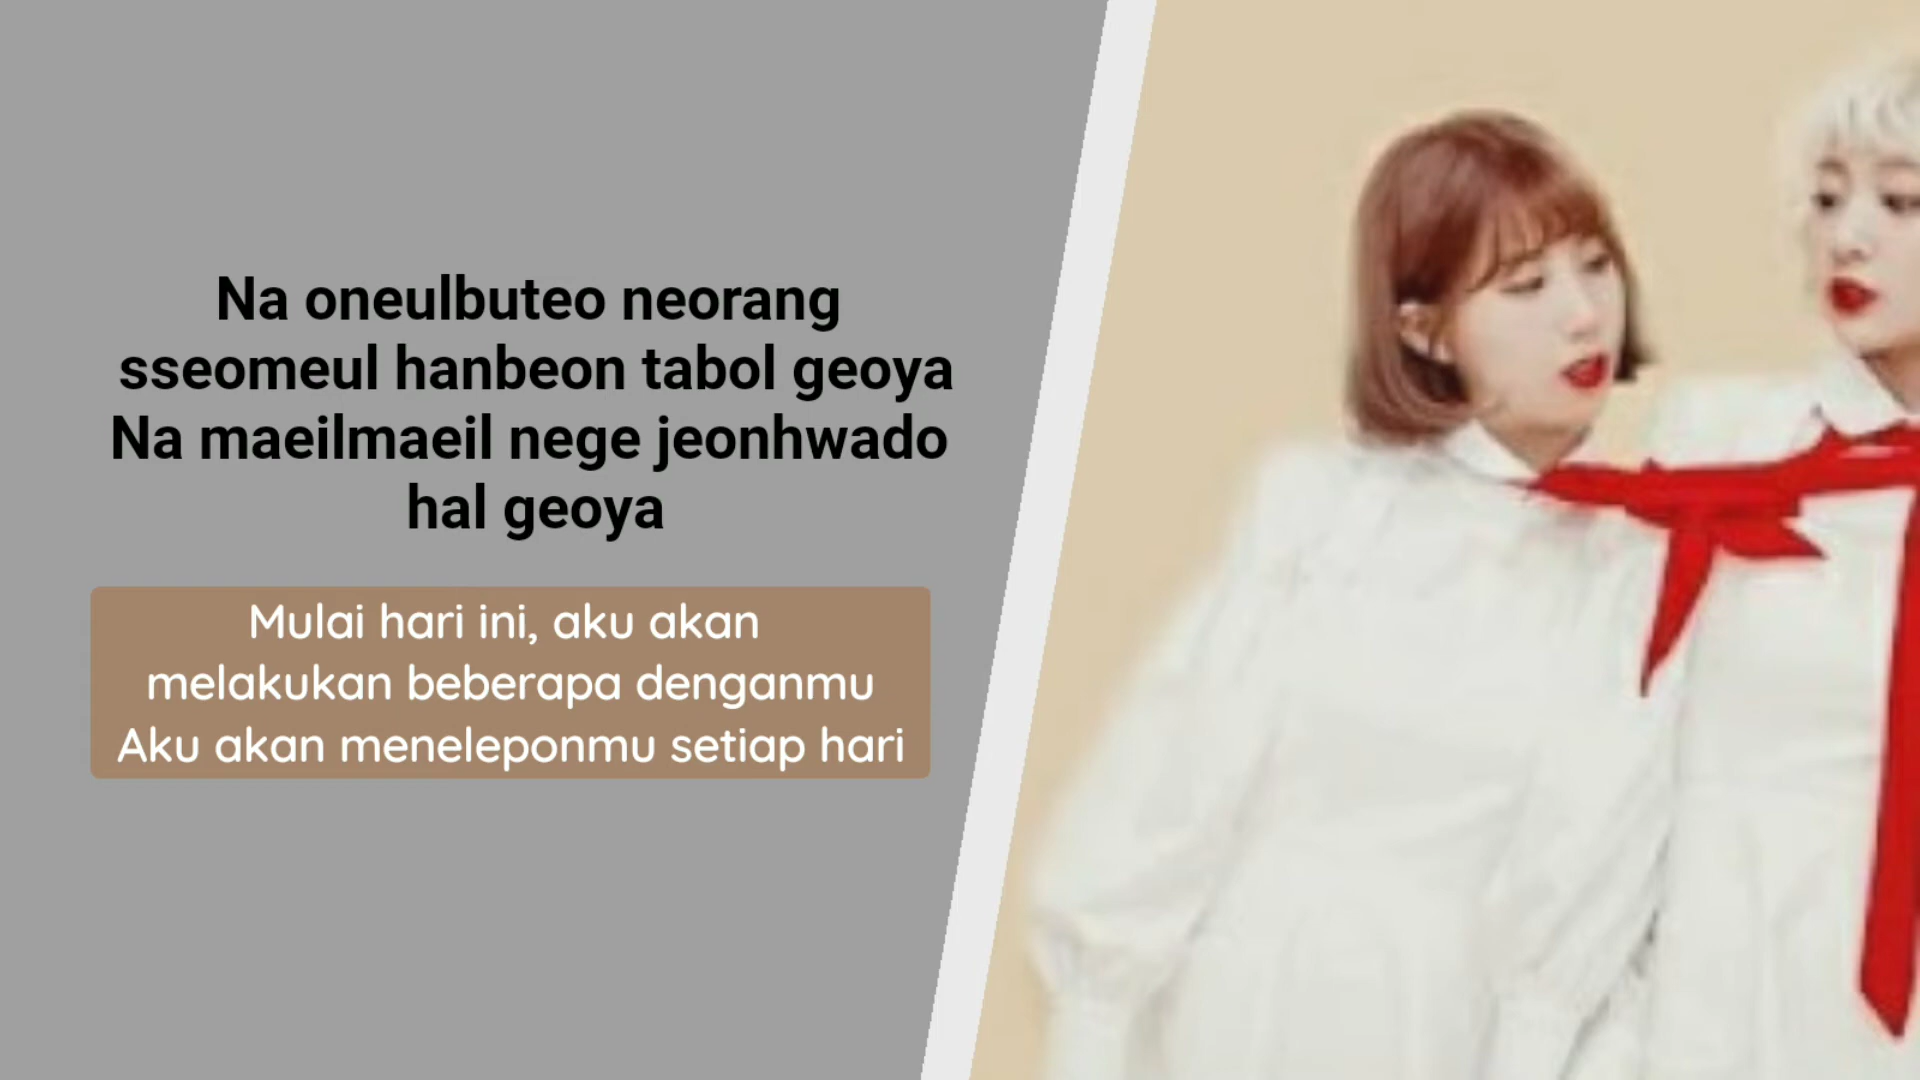 Na oneulbuteo neorang
sseomeul hanbeon tabol geoya
Na maeilmaeil nege jeonhwado
hal geoya
Mulai hari ini, aku akan
melakukan beberapa denganmu
Aku akan meneleponmu setiap hari